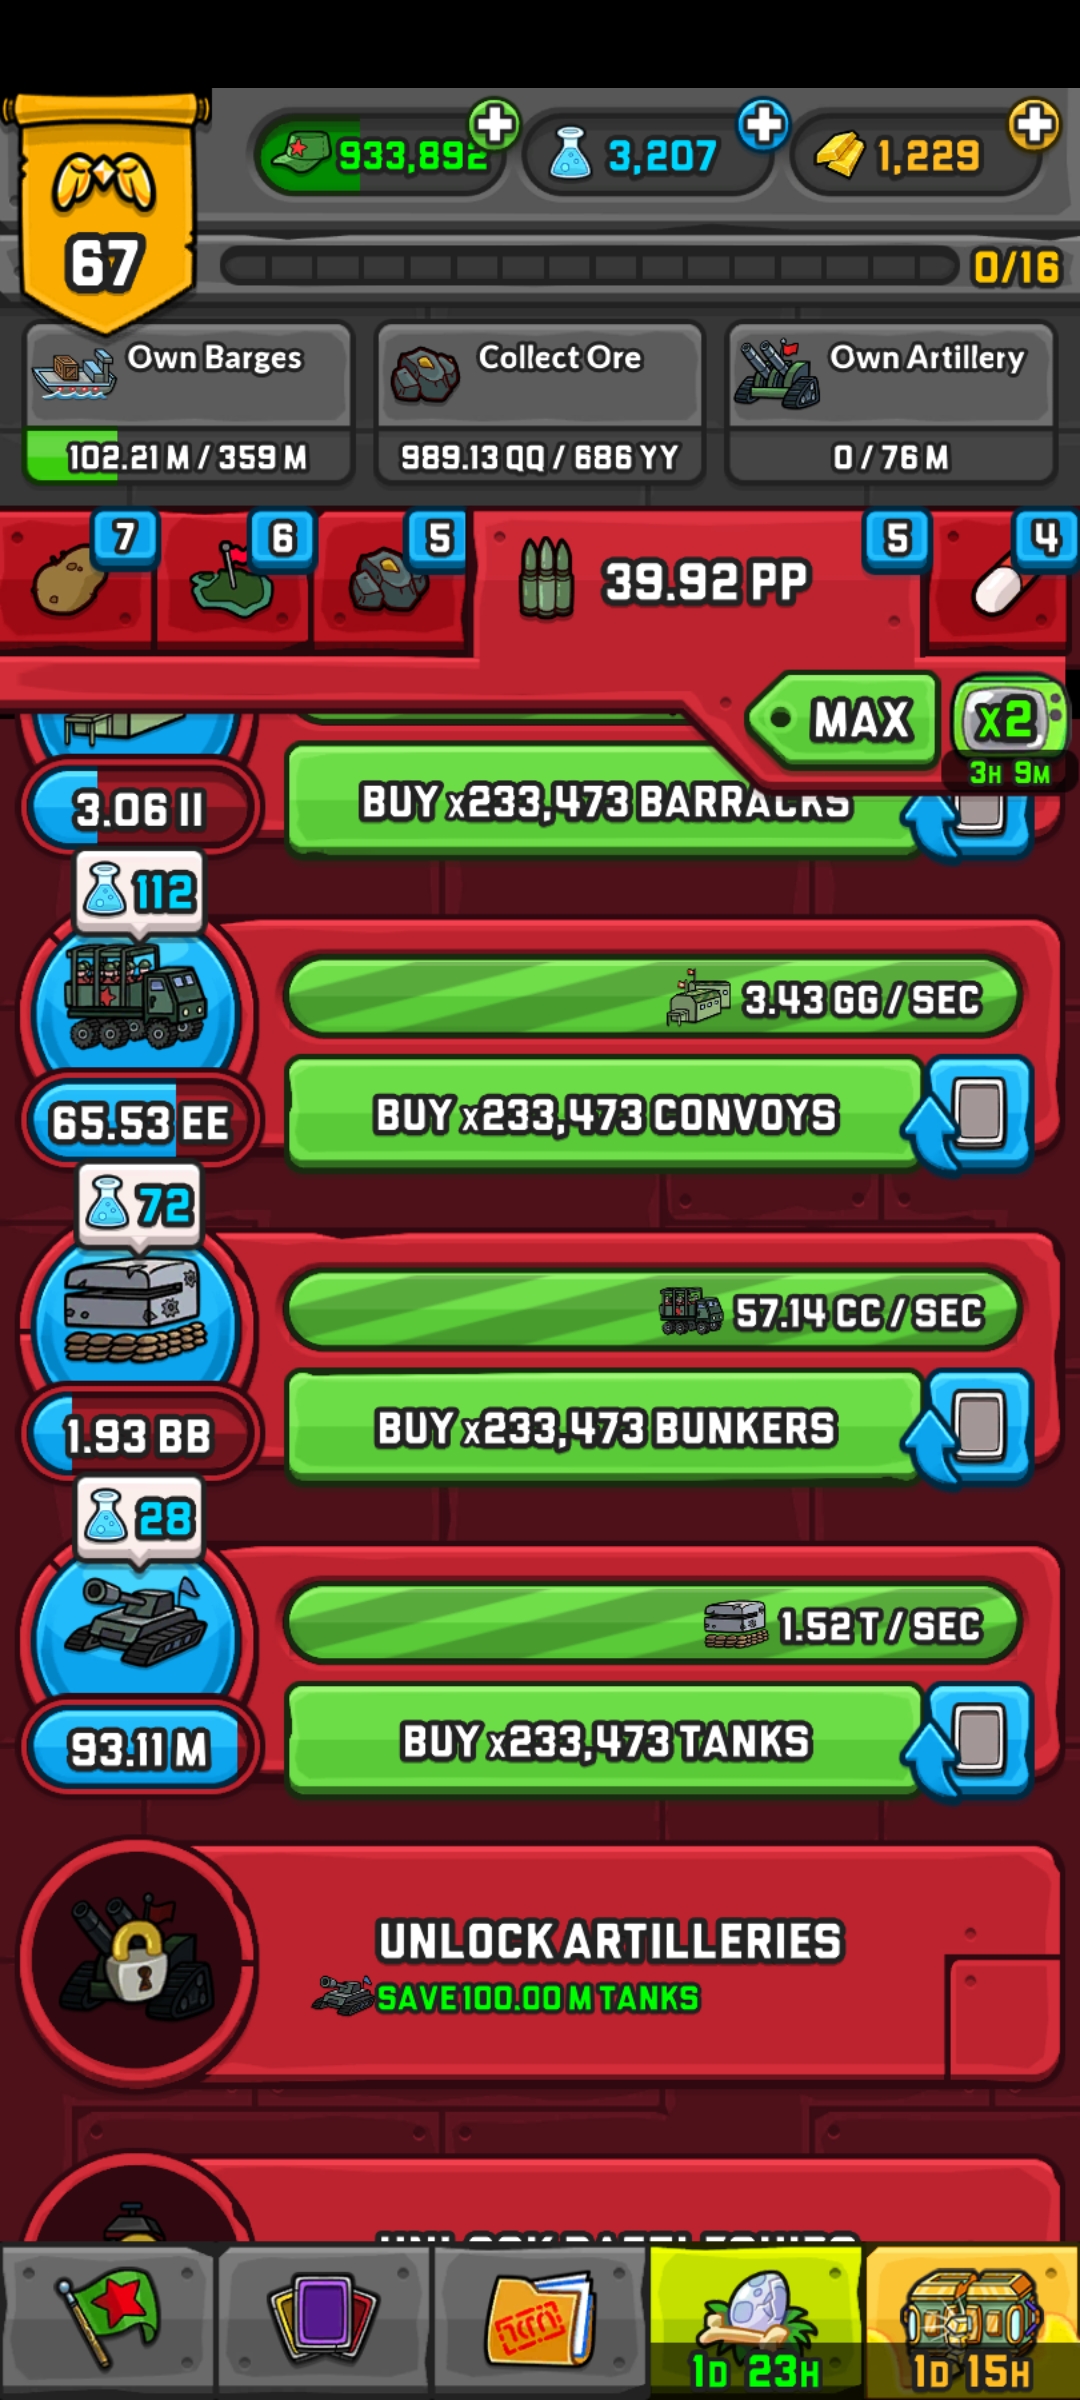 67
933,892
3,207
1,229
0/16
Own Barges
102.21 M / 359 M
Collect Ore
989.13 QQ / 686 YY
Own Artillery
0 / 76 M
7
6
5
39.92 PP
5
4
MAX
x2
3H 9M
3.06 II
BUY x233,473 BARRACKS
112
3.43 GG / SEC
65.53 EE
BUY x233,473 CONVOYS
72
57.14 CC / SEC
1.93 BB
BUY x233,473 BUNKERS
28
1.52 T / SEC
93.11 M
BUY x233,473 TANKS
UNLOCK ARTILLERIES
SAVE 100.00 M TANKS
1D 23H
1D 15H